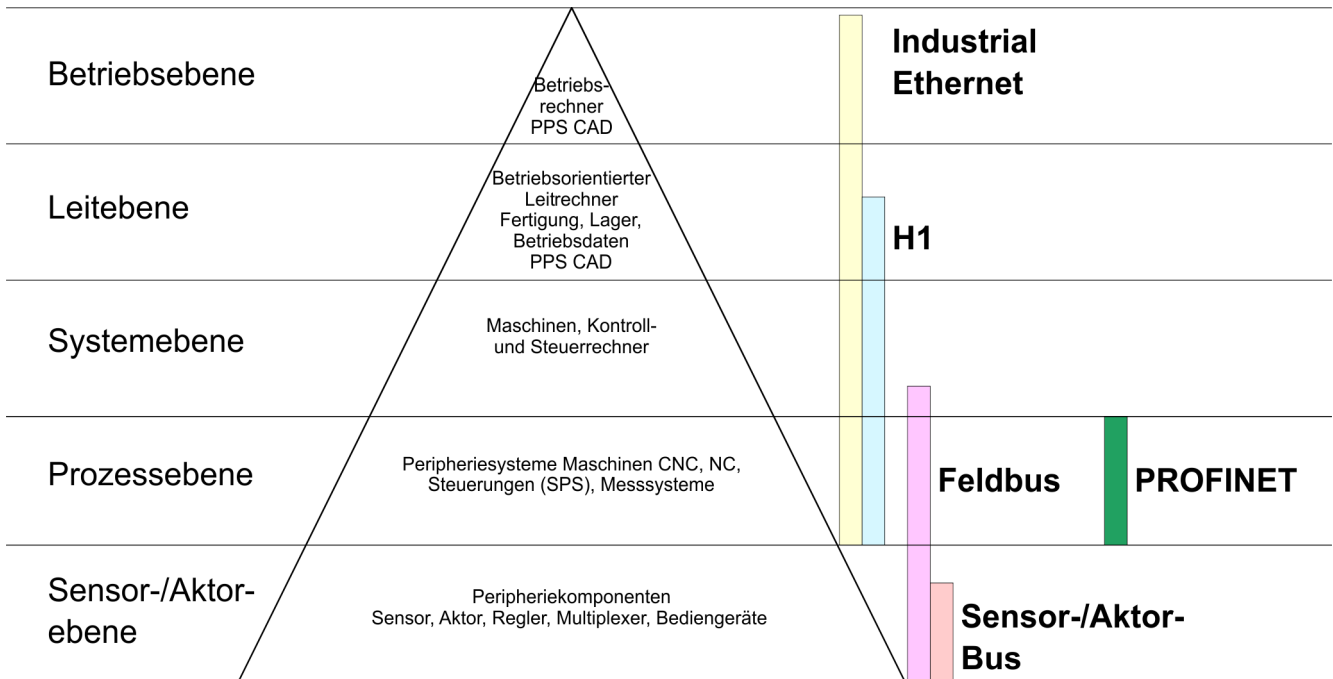 Betriebsebene
Betriebs-
rechner
PPS CAD
Industrial
Ethernet
Leitebene
Betriebsorientierter
Leitrechner
Fertigung, Lager,
Betriebsdaten
PPS CAD
H1
Systemebene
Maschinen, Kontroll-
und Steuerrechner
Prozessebene
Peripheriesysteme Maschinen CNC, NC,
Steuerungen (SPS), Messsysteme
Feldbus
PROFINET
Sensor-/Aktor-
ebene
Peripheriekomponenten
Sensor, Aktor, Regler, Multiplexer, Bediengeräte
Sensor-/Aktor-
Bus